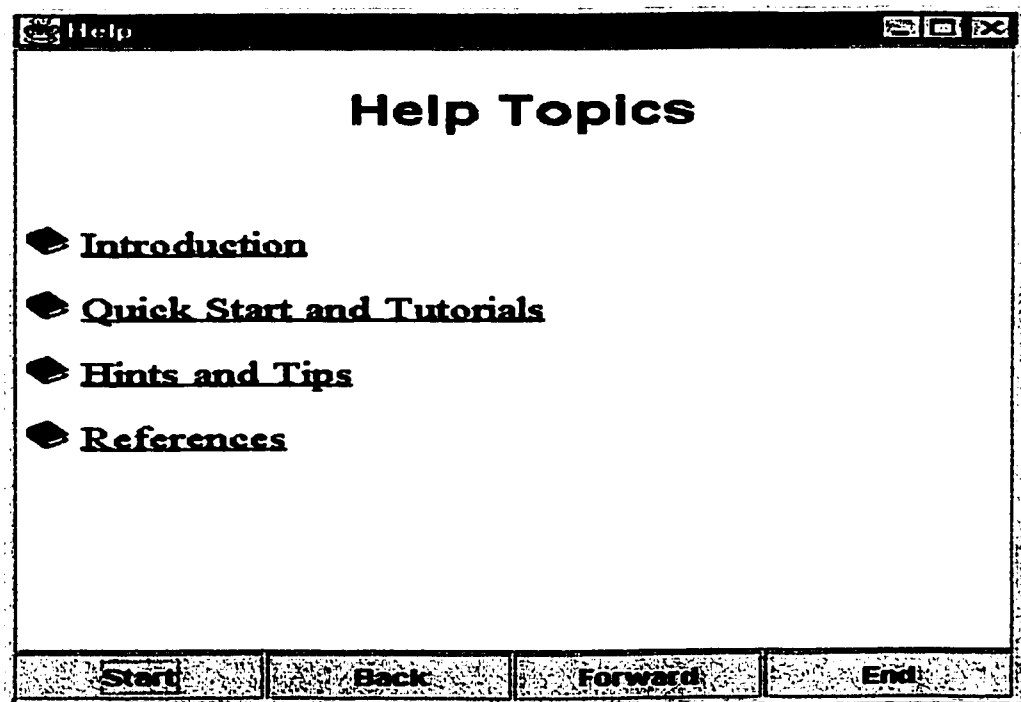 Help
Help Topics
Introduction
Quick Start and Tutorials
Hints and Tips
References
Start Back Forward End